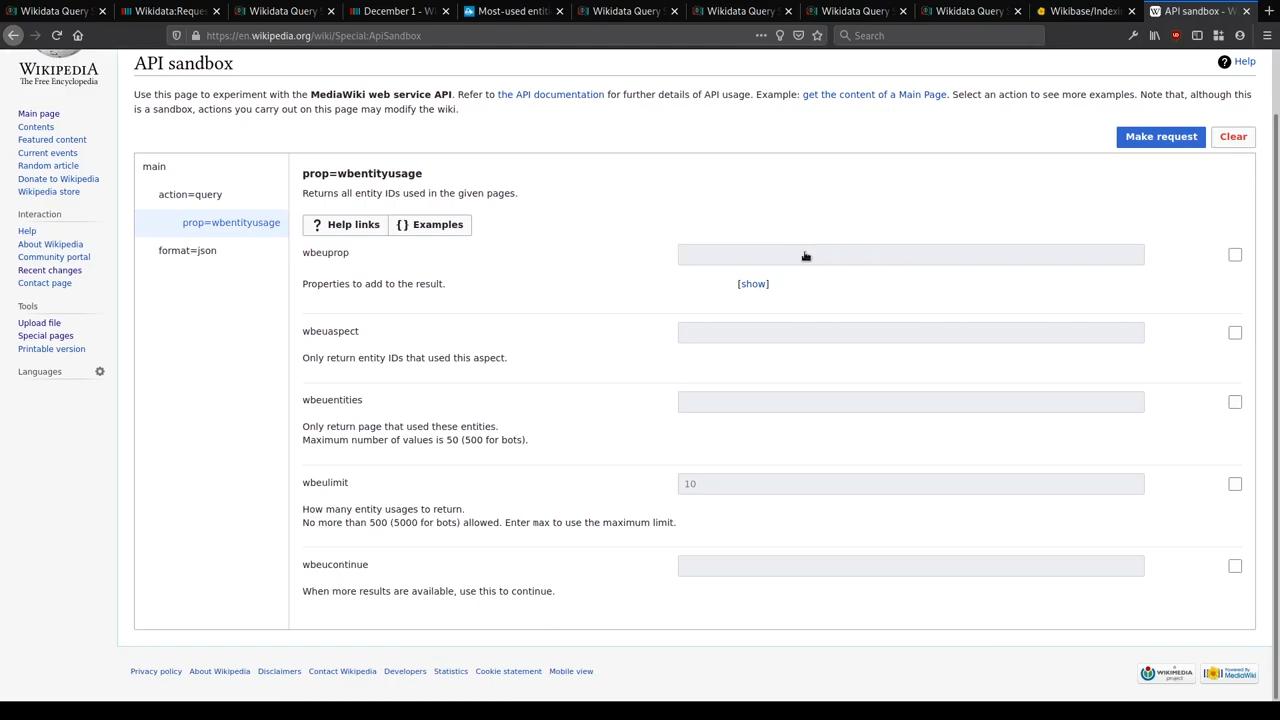 Wikidata Query S
Wikidata:Reque
Wikidata Query S
December 1 - W
Most-used entit
Wikidata Query S
Wikidata Query S
Wikidata Query S
Wikidata Query S
Wikibase/Indexi
API sandbox - W
https://en.wikipedia.org/wiki/Special:ApiSandbox
Search
WIKIPEDIA
The Free Encyclopedia
Main page
Contents
Featured content
Current events
Random article
Donate to Wikipedia
Wikipedia store
Interaction
Help
About Wikipedia
Community portal
Recent changes
Contact page
Tools
Upload file
Special pages
Printable version
Languages
API sandbox
Help
Use this page to experiment with the MediaWiki web service API. Refer to the API documentation for further details of API usage. Example: get the content of a Main Page. Select an action to see more examples. Note that, although this
is a sandbox, actions you carry out on this page may modify the wiki.
Make request
Clear
main
action=query
prop=wbentityusage
format=json
prop=wbentityusage
Returns all entity IDs used in the given pages.
? Help links
{} Examples
wbeuprop
Properties to add to the result.
[show]
wbeuaspect
Only return entity IDs that used this aspect.
wbeuentities
Only return page that used these entities.
Maximum number of values is 50 (500 for bots).
wbeulimit
10
How many entity usages to return.
No more than 500 (5000 for bots) allowed. Enter max to use the maximum limit.
wbeucontinue
When more results are available, use this to continue.
Privacy policy
About Wikipedia
Disclaimers
Contact Wikipedia
Developers
Statistics
Cookie statement
Mobile view
A WIKIMEDIA project
Powered By MediaWiki